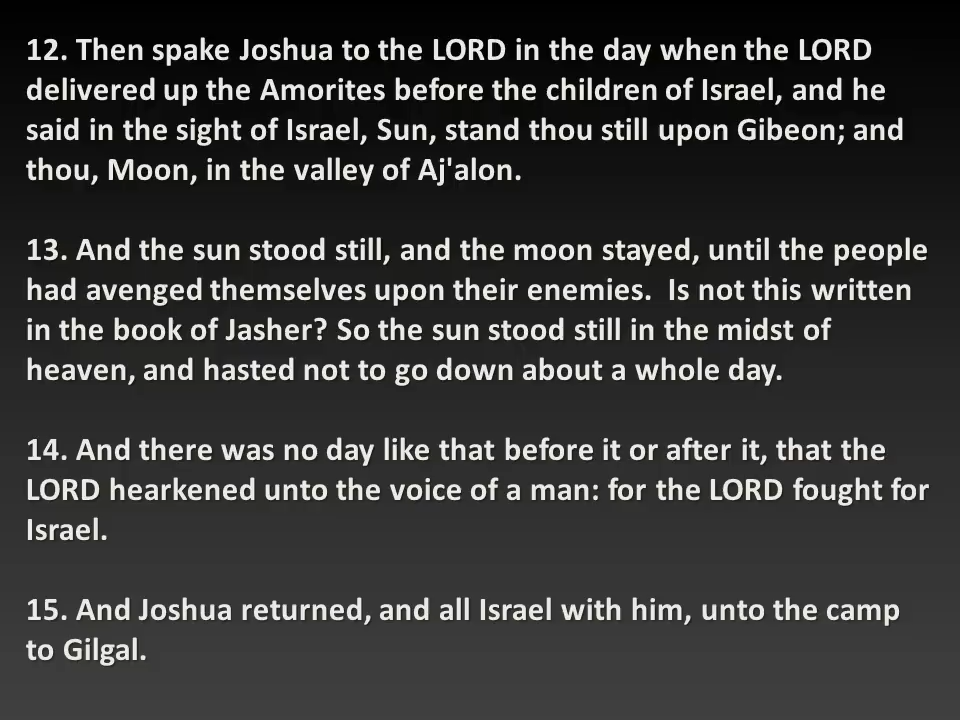 12. Then spake Joshua to the LORD in the day when the LORD
delivered up the Amorites before the children of Israel, and he
said in the sight of Israel, Sun, stand thou still upon Gibeon; and
thou, Moon, in the valley of Aj'alon.
13. And the sun stood still, and the moon stayed, until the people
had avenged themselves upon their enemies.  Is not this written
in the book of Jasher? So the sun stood still in the midst of
heaven, and hasted not to go down about a whole day.
14. And there was no day like that before it or after it, that the
LORD hearkened unto the voice of a man: for the LORD fought for
Israel.
15. And Joshua returned, and all Israel with him, unto the camp
to Gilgal.